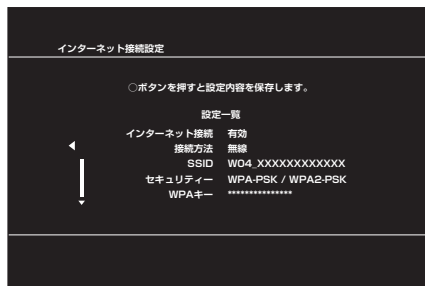 インターネット接続設定
○ボタンを押すと設定内容を保存します。
設定一覧
インターネット接続 有効
接続方法 無線
SSID W04_XXXXXXXXXXXX
セキュリティー WPA-PSK / WPA2-PSK
WPAキー ***************